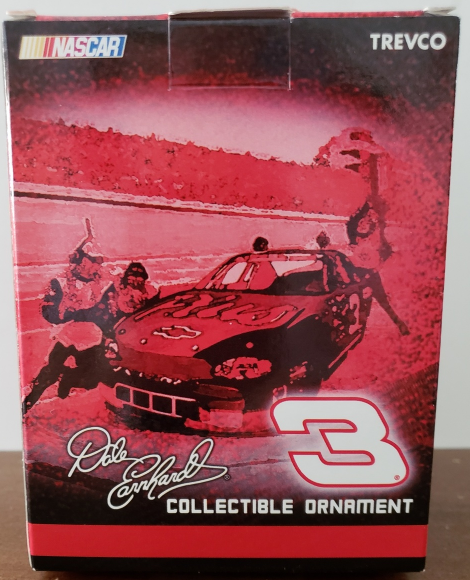 NASCAR
TREVCO
3
Dale
Earnhardt
®
COLLECTIBLE ORNAMENT